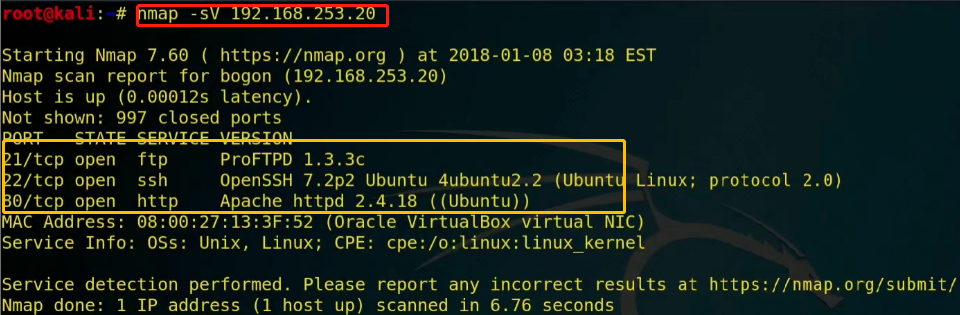 root@kali:~# nmap -sV 192.168.253.20
Starting Nmap 7.60 ( https://nmap.org ) at 2018-01-08 03:18 EST
Nmap scan report for bogon (192.168.253.20)
Host is up (0.00012s latency).
Not shown: 997 closed ports
PORT   STATE SERVICE VERSION
21/tcp open  ftp     ProFTPD 1.3.3c
22/tcp open  ssh     OpenSSH 7.2p2 Ubuntu 4ubuntu2.2 (Ubuntu Linux; protocol 2.0)
80/tcp open  http    Apache httpd 2.4.18 ((Ubuntu))
MAC Address: 08:00:27:13:3F:52 (Oracle VirtualBox virtual NIC)
Service Info: OSs: Unix, Linux; CPE: cpe:/o:linux:linux_kernel
Service detection performed. Please report any incorrect results at https://nmap.org/submit/
Nmap done: 1 IP address (1 host up) scanned in 6.76 seconds